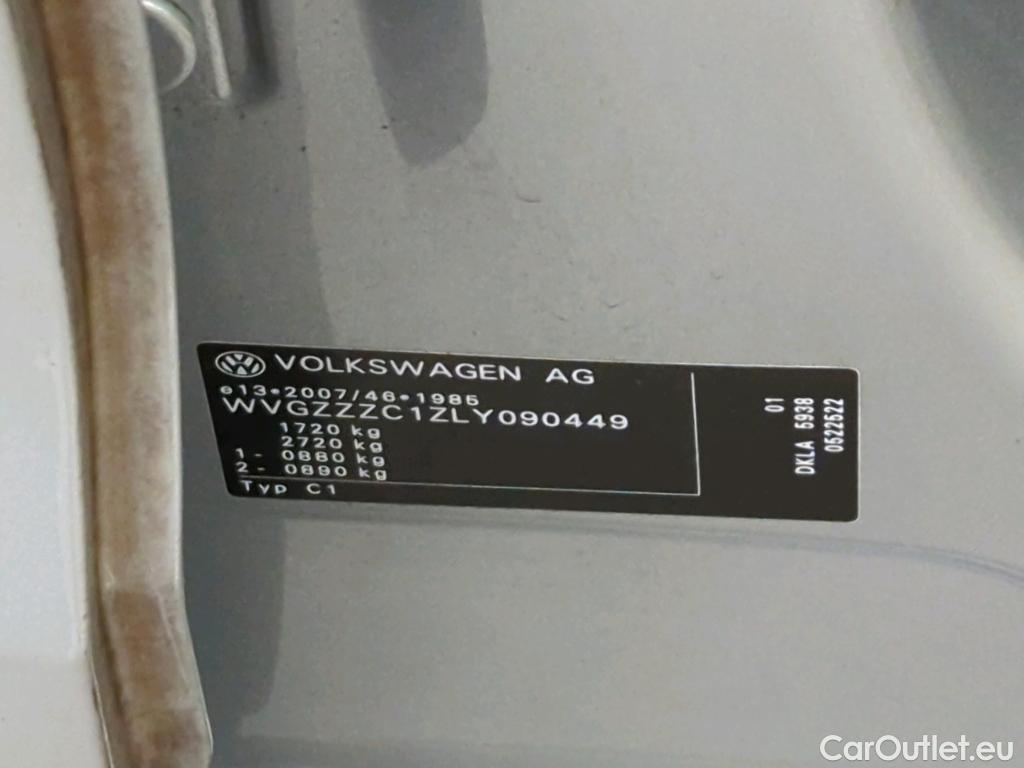 VOLKSWAGEN AG
e13*2007/46*1985
WVGZZZC1ZLY090449
1720 kg
2720 kg
1- 0880 kg
2- 0890 kg
Typ C1
01
DKLA 5938
0522522
CarOutlet.eu